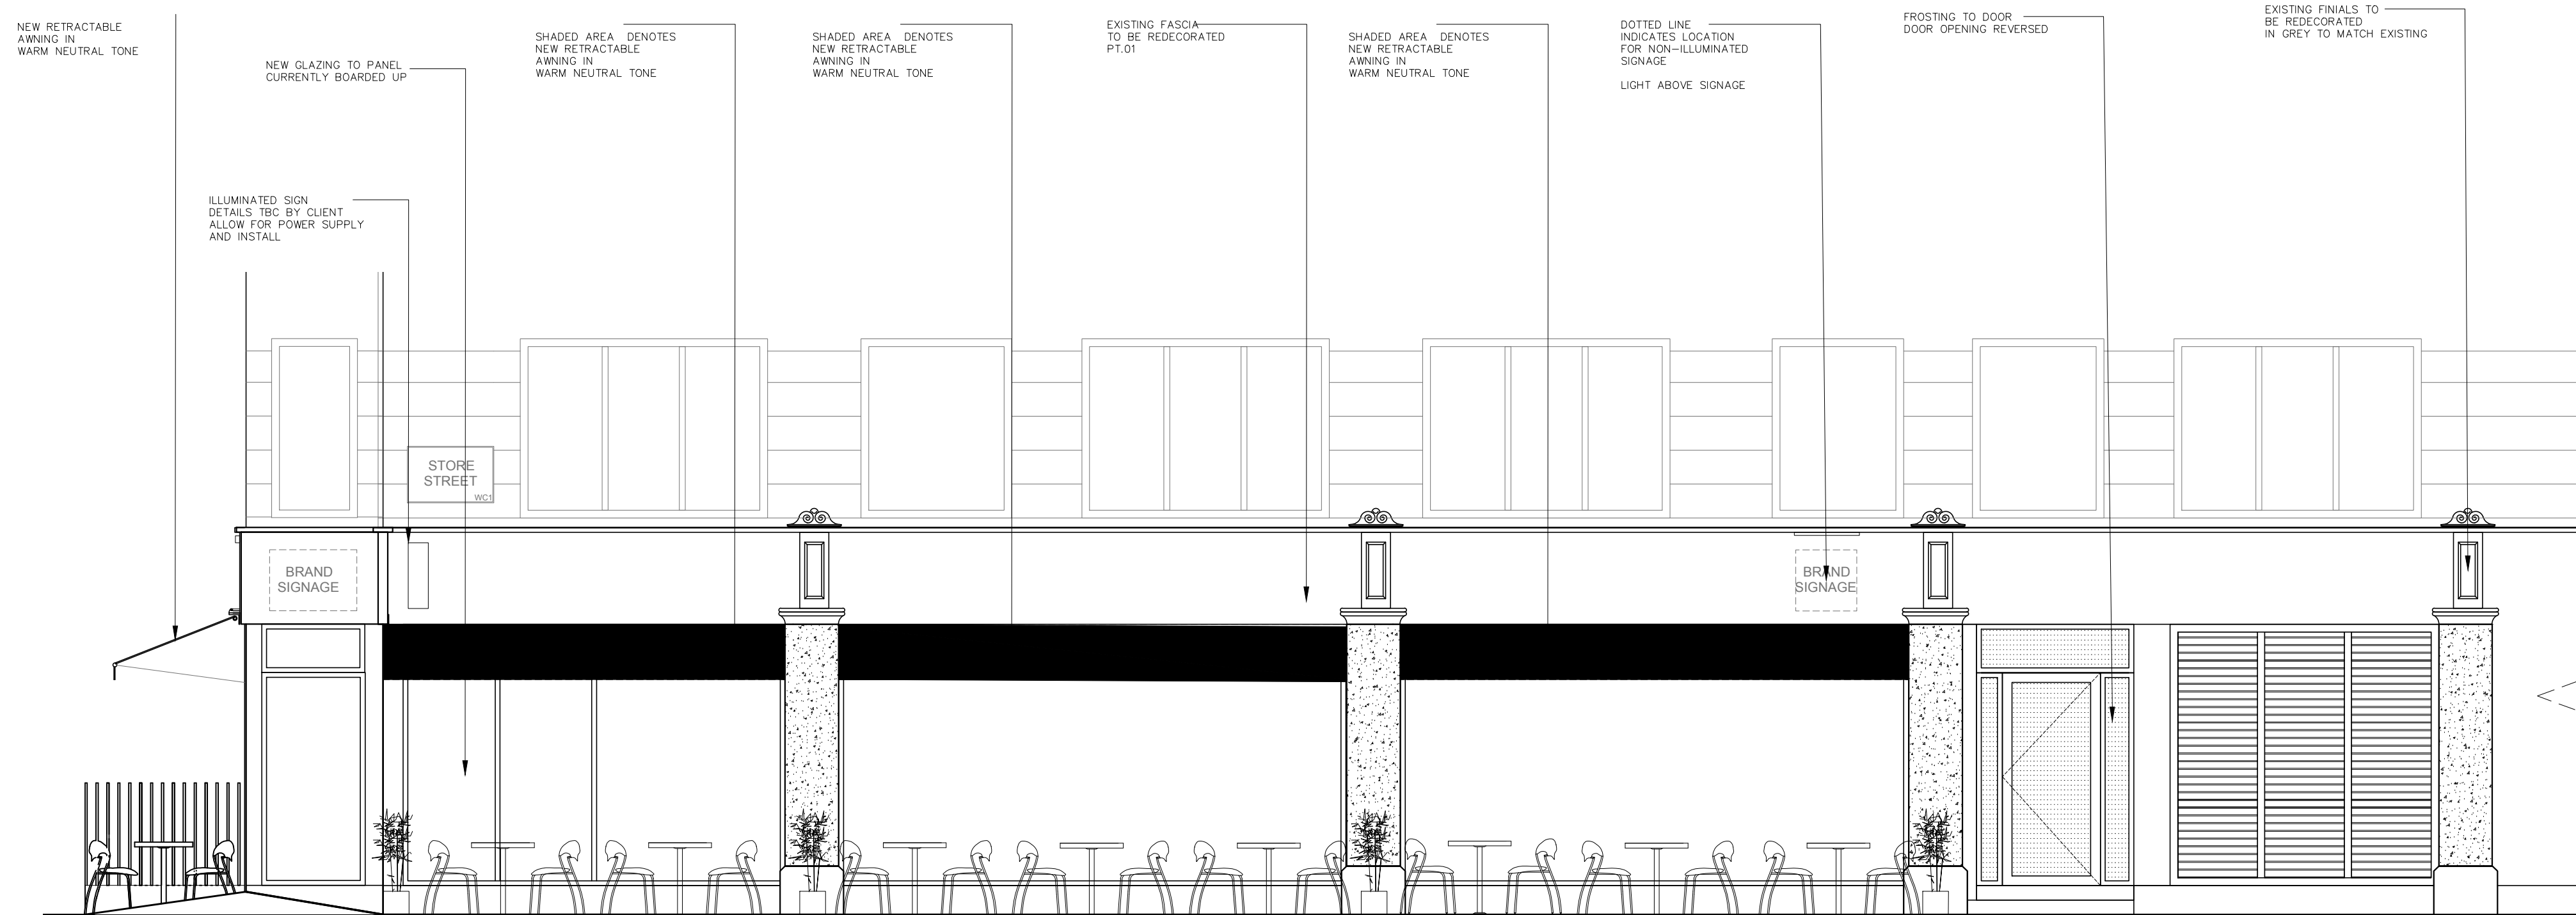 NEW RETRACTABLE
AWNING IN
WARM NEUTRAL TONE
NEW GLAZING TO PANEL
CURRENTLY BOARDED UP
SHADED AREA DENOTES
NEW RETRACTABLE
AWNING IN
WARM NEUTRAL TONE
SHADED AREA DENOTES
NEW RETRACTABLE
AWNING IN
WARM NEUTRAL TONE
EXISTING FASCIA
TO BE REDECORATED
PT.01
SHADED AREA DENOTES
NEW RETRACTABLE
AWNING IN
WARM NEUTRAL TONE
DOTTED LINE
INDICATES LOCATION
FOR NON-ILLUMINATED
SIGNAGE
LIGHT ABOVE SIGNAGE
FROSTING TO DOOR
DOOR OPENING REVERSED
EXISTING FINIALS TO
BE REDECORATED
IN GREY TO MATCH EXISTING
ILLUMINATED SIGN
DETAILS TBC BY CLIENT
ALLOW FOR POWER SUPPLY
AND INSTALL
STORE
STREET
WC1
BRAND
SIGNAGE
BRAND
SIGNAGE